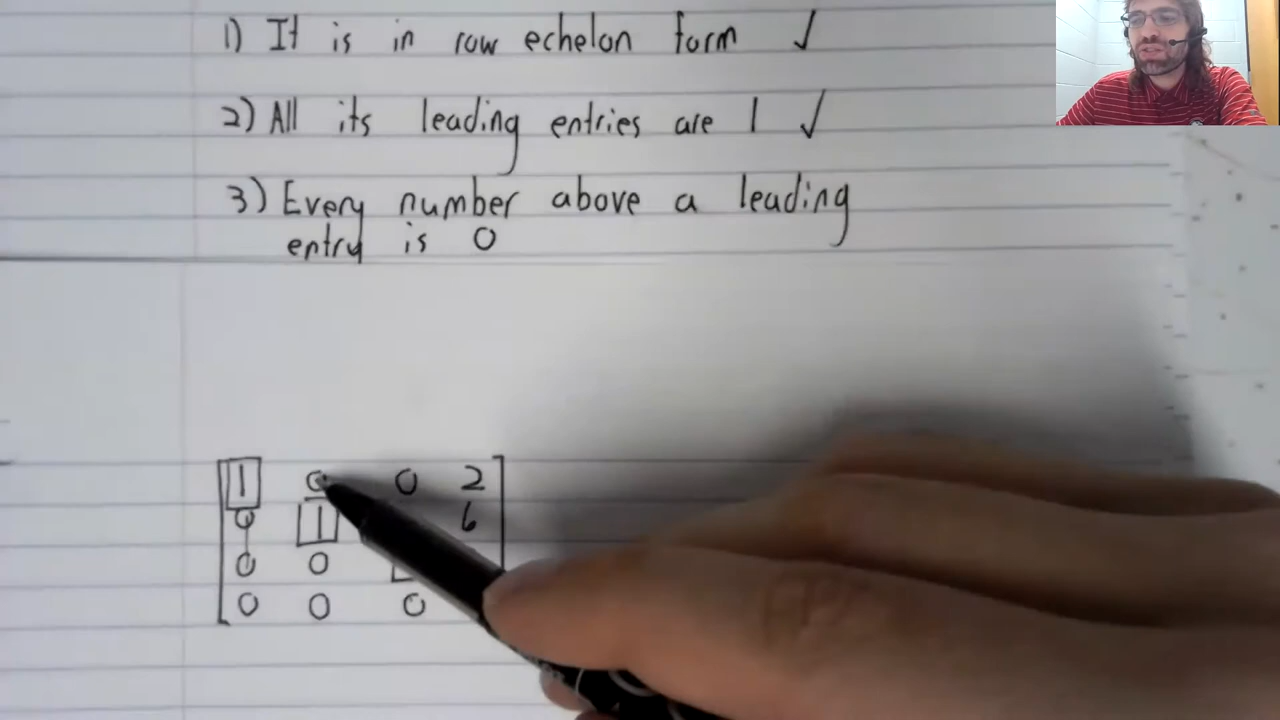 1) It is in row echelon form ✓
2) All its leading entries are 1 ✓
3) Every number above a leading
entry is 0
1 0 0 2
0 1 6
0 0
0 0 0